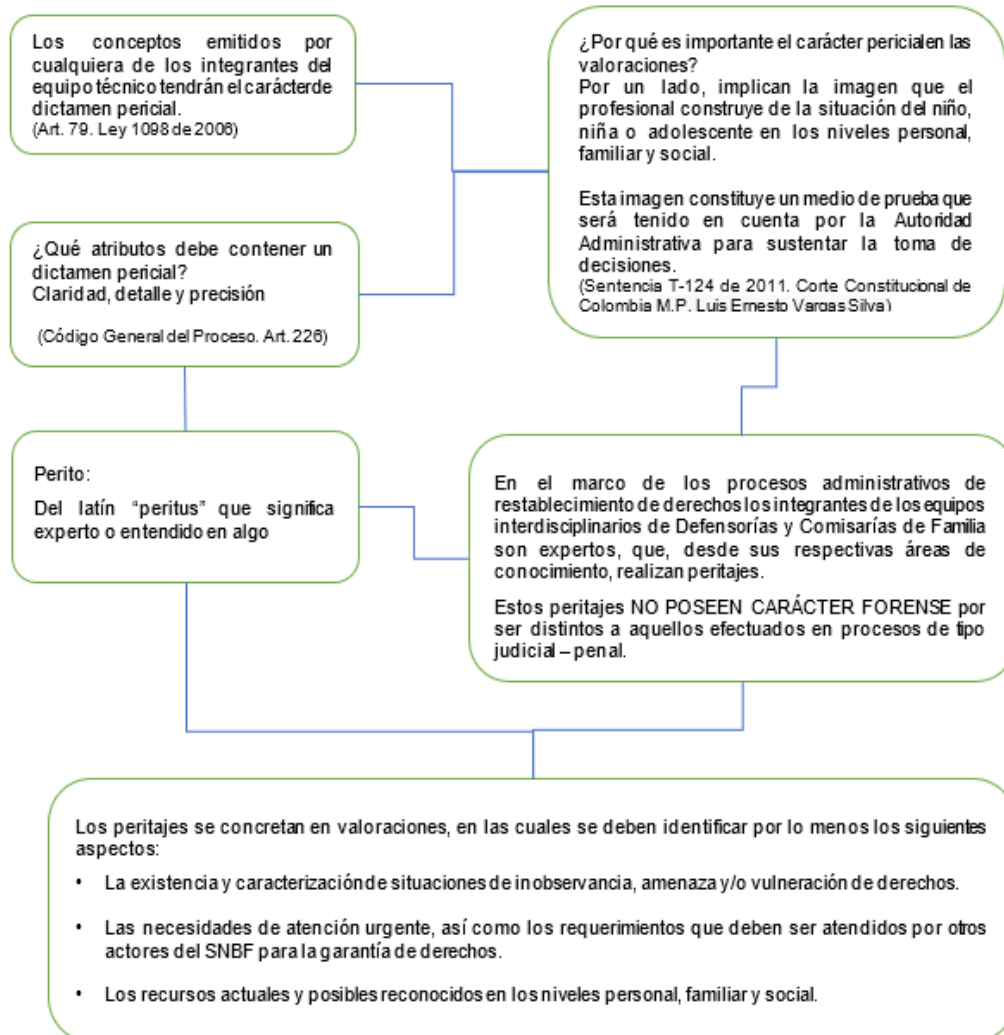 Los conceptos emitidos por
cualquiera de los integrantes del
equipo técnico tendrán el carácterde
dictamen pericial.
(Art. 79. Ley 1098 de 2006)
¿Por qué es importante el carácter pericialen las
valoraciones?
Por un lado, implican la imagen que el
profesional construye de la situación del niño,
niña o adolescente en los niveles personal,
familiar y social.
Esta imagen constituye un medio de prueba que
será tenido en cuenta por la Autoridad
Administrativa para sustentar la toma de
decisiones.
(Sentencia T-124 de 2011. Corte Constitucional de
Colombia M.P. Luis Ernesto Vargas Silva)
¿Qué atributos debe contener un
dictamen pericial?
Claridad, detalle y precisión
(Código General del Proceso. Art. 226)
Perito:
Del latín “peritus” que significa
experto o entendido en algo
En el marco de los procesos administrativos de
restablecimiento de derechos los integrantes de los equipos
interdisciplinarios de Defensorías y Comisarías de Familia
son expertos, que, desde sus respectivas áreas de
conocimiento, realizan peritajes.
Estos peritajes NO POSEEN CARÁCTER FORENSE por
ser distintos a aquellos efectuados en procesos de tipo
judicial – penal.
Los peritajes se concretan en valoraciones, en las cuales se deben identificar por lo menos los siguientes
aspectos:
• La existencia y caracterización de situaciones de inobservancia, amenaza y/o vulneración de derechos.
• Las necesidades de atención urgente, así como los requerimientos que deben ser atendidos por otros
actores del SNBF para la garantía de derechos.
• Los recursos actuales y posibles reconocidos en los niveles personal, familiar y social.